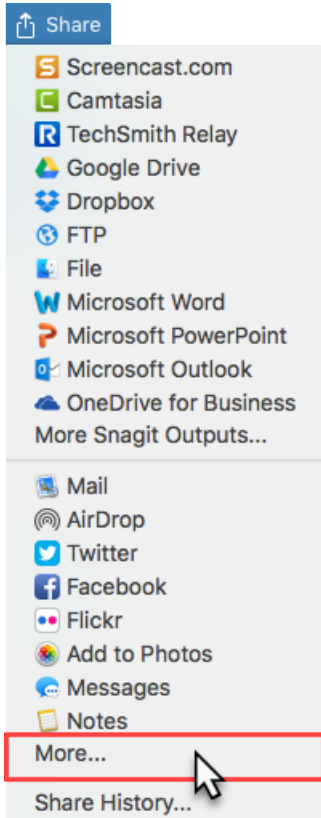 Share
Screencast.com
Camtasia
TechSmith Relay
Google Drive
Dropbox
FTP
File
Microsoft Word
Microsoft PowerPoint
Microsoft Outlook
OneDrive for Business
More Snagit Outputs...
Mail
AirDrop
Twitter
Facebook
Flickr
Add to Photos
Messages
Notes
More...
Share History...